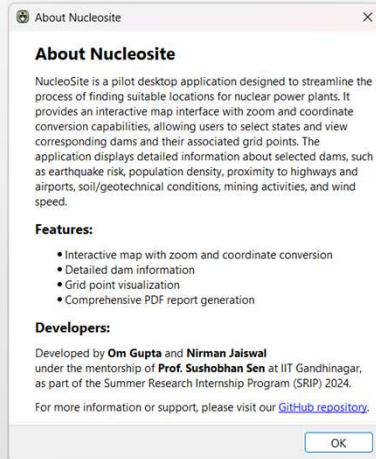 About Nucleosite
About Nucleosite
NucleoSite is a pilot desktop application designed to streamline the
process of finding suitable locations for nuclear power plants. It
provides an interactive map interface with zoom and coordinate
conversion capabilities, allowing users to select states and view
corresponding dams and their associated grid points. The
application displays detailed information about selected dams, such
as earthquake risk, population density, proximity to highways and
airports, soil/geotechnical conditions, mining activities, and wind
speed.
Features:
• Interactive map with zoom and coordinate conversion
• Detailed dam information
• Grid point visualization
• Comprehensive PDF report generation
Developers:
Developed by Om Gupta and Nirman Jaiswal
under the mentorship of Prof. Sushobhan Sen at IIT Gandhinagar,
as part of the Summer Research Internship Program (SRIP) 2024.
For more information or support, please visit our GitHub repository.
OK